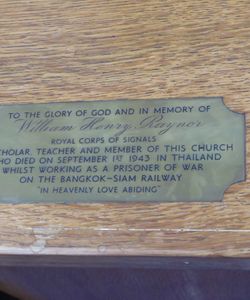 TO THE GLORY OF GOD AND IN MEMORY OF
William Henry Raynor
ROYAL CORPS OF SIGNALS
SCHOLAR, TEACHER AND MEMBER OF THIS CHURCH
WHO DIED ON SEPTEMBER 1ST 1943 IN THAILAND
WHILST WORKING AS A PRISONER OF WAR
ON THE BANGKOK-SIAM RAILWAY
"IN HEAVENLY LOVE ABIDING"